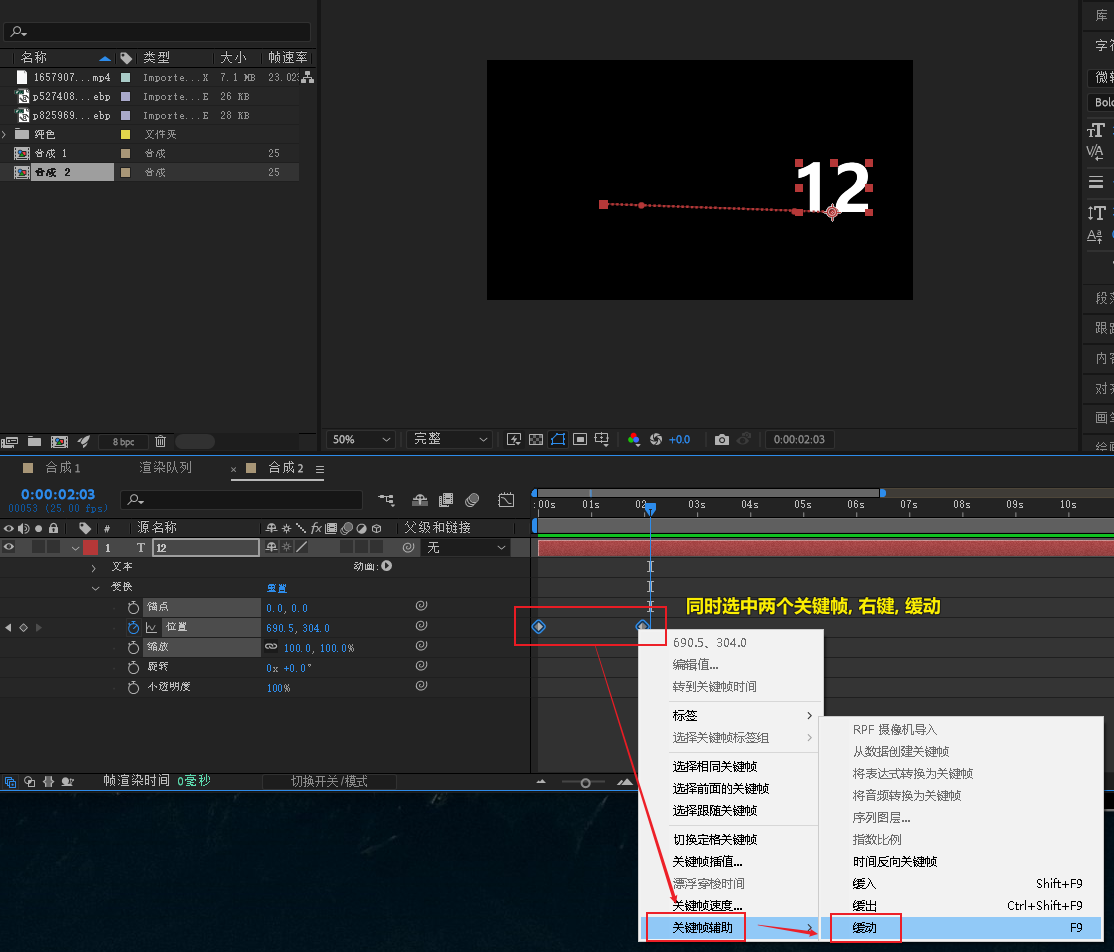 库
名称 类型 大小 帧速率
字符
1657907...mp4 Importe...X 7.1 MB 23.02
微软
p527408...ebp Importe...E 26 KB
Bold
p825969...ebp Importe...E 28 KB
纯色 文件夹
合成 1 合成 25
合成 2 合成 25
12
段落
跟踪
内容
对齐
画笔
绘画
8 bpc
50% 完整 +0.0 0:00:02:03
合成 1 渲染队列 × 合成 2
0:00:02:03
00053 (25.00 fps)
:00s 01s 02s 03s 04s 05s 06s 07s 08s 09s 10s
# 源名称 fx 父级和链接
1 T 12 无
文本 动画:
变换 重置
锚点 0.0, 0.0
位置 690.5, 304.0
缩放 100.0, 100.0%
旋转 0x +0.0°
不透明度 100%
同时选中两个关键帧, 右键, 缓动
690.5、304.0
编辑值...
转到关键帧时间
标签
选择关键帧标签组
选择相同关键帧
选择前面的关键帧
选择跟随关键帧
切换定格关键帧
关键帧插值...
漂浮穿梭时间
关键帧速度...
关键帧辅助
RPF 摄像机导入
从数据创建关键帧
将表达式转换为关键帧
将音频转换为关键帧
序列图层...
指数比例
时间反向关键帧
缓入 Shift+F9
缓出 Ctrl+Shift+F9
缓动 F9
帧渲染时间 0毫秒 切换开关/模式